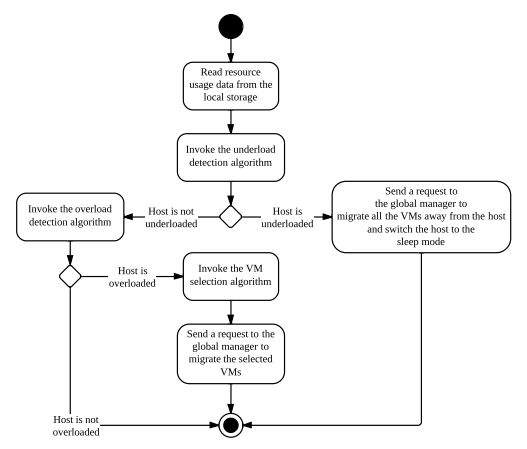 Read resource
usage data from the
local storage
Invoke the underload
detection algorithm
Host is not
underloaded
Host is
underloaded
Send a request to
the global manager to
migrate all the VMs away from the host
and switch the host to the
sleep mode
Invoke the overload
detection algorithm
Host is
overloaded
Invoke the VM
selection algorithm
Send a request to the
global manager to
migrate the selected
VMs
Host is not
overloaded